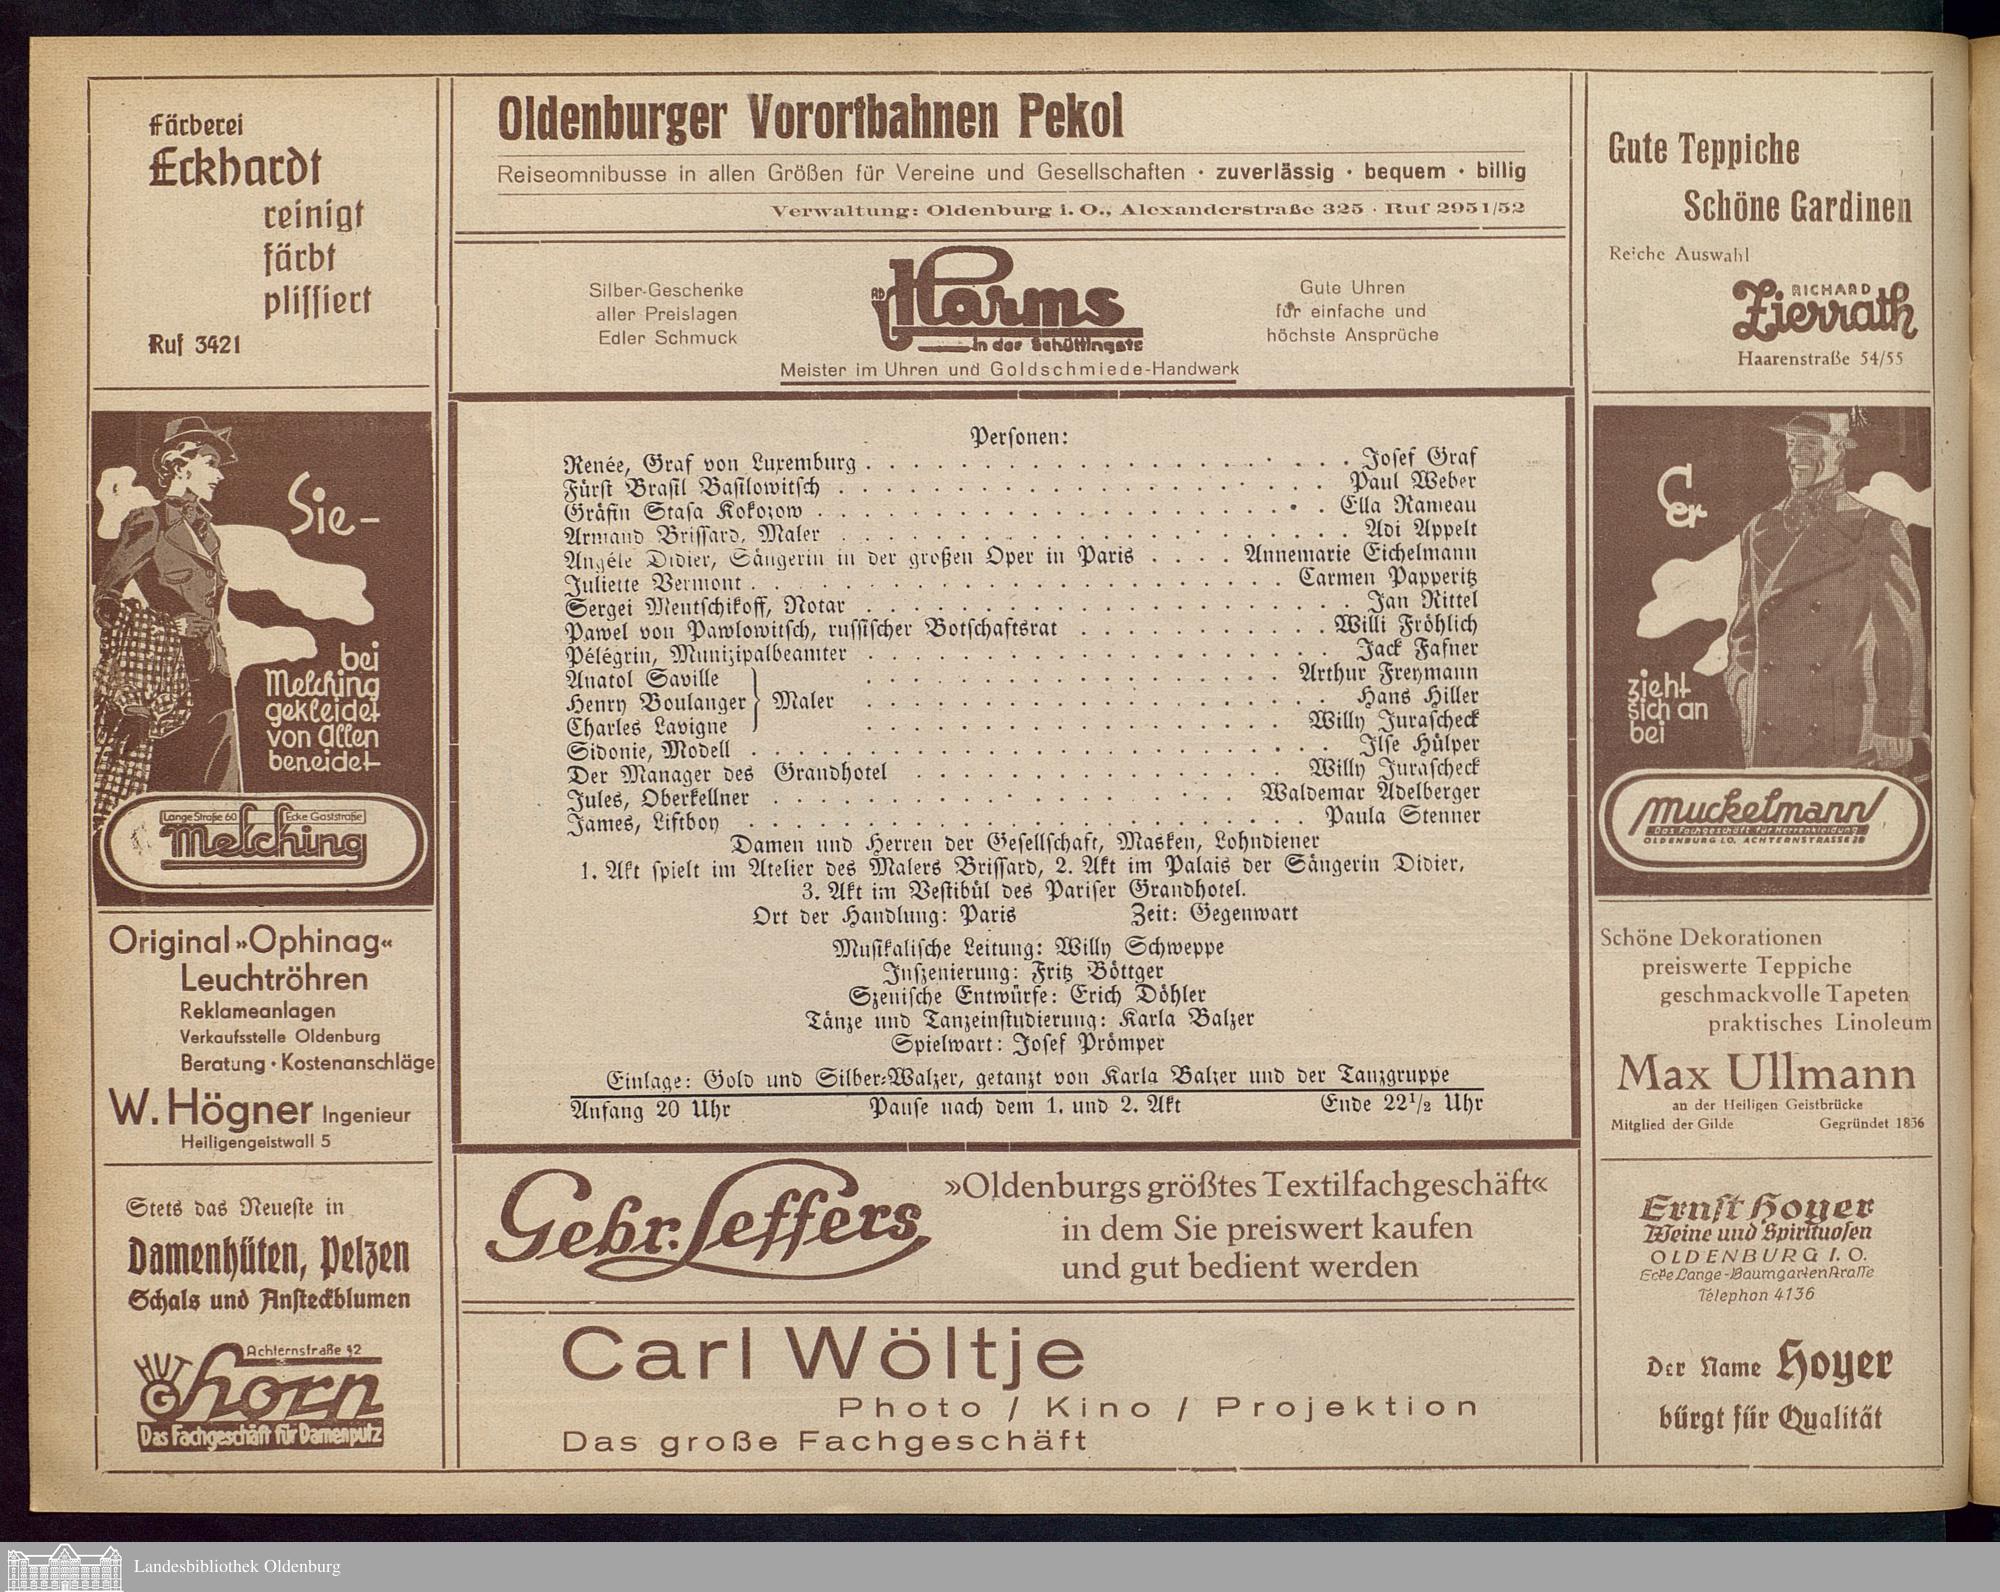 Färberei
Eckhardt
reinigt
färbt
plissiert
Ruf 3421
Sie-
bei
Melching
gekleidet
von Allen
beneidet-
Lange Straße 60 Ecke Gaststraße
Melching
Original »Ophinag«
Leuchtröhren
Reklameanlagen
Verkaufsstelle Oldenburg
Beratung · Kostenanschläge
W. Högner Ingenieur
Heiligengeistwall 5
Stets das Neueste in
Damenhüten, Pelzen
Schals und Ansteckblumen
Achternstraße 42
HUT
G horn
Das Fachgeschäft für Damenputz
Oldenburger Vorortbahnen Pekol
Reiseomnibusse in allen Größen für Vereine und Gesellschaften · zuverlässig · bequem · billig
Verwaltung: Oldenburg i. O., Alexanderstraße 325 · Ruf 2951/52
Silber-Geschenke
aller Preislagen
Edler Schmuck
AD Harms
in der Schüttingstr
Gute Uhren
für einfache und
höchste Ansprüche
Meister im Uhren und Goldschmiede-Handwerk
Personen:
Renée, Graf von Luxemburg . . . . Josef Graf
Fürst Brasil Basilowitsch . . . . Paul Weber
Gräfin Stasa Kokozow . . . . Ella Rameau
Armand Brissard, Maler . . . . Adi Appelt
Angèle Didier, Sängerin in der großen Oper in Paris . . . . Annemarie Eichelmann
Juliette Vermont . . . . Carmen Papperitz
Sergei Mentschikoff, Notar . . . . Jan Rittel
Pawel von Pawlowitsch, russischer Botschaftsrat . . . . Willi Fröhlich
Pélégrin, Munizipalbeamter . . . . Jack Fafner
Anatol Saville . . . . Arthur Freymann
Henry Boulanger } Maler . . . . Hans Hiller
Charles Lavigne . . . . Willy Jurascheck
Sidonie, Modell . . . . Ilse Hülper
Der Manager des Grandhotel . . . . Willy Jurascheck
Jules, Oberkellner . . . . Waldemar Adelberger
James, Liftboy . . . . Paula Stenner
Damen und Herren der Gesellschaft, Masken, Lohndiener
1. Akt spielt im Atelier des Malers Brissard, 2. Akt im Palais der Sängerin Didier,
3. Akt im Vestibül des Pariser Grandhotel.
Ort der Handlung: Paris Zeit: Gegenwart
Musikalische Leitung: Willy Schweppe
Inszenierung: Fritz Böttger
Szenische Entwürfe: Erich Döhler
Tänze und Tanzeinstudierung: Karla Balzer
Spielwart: Josef Prömper
Einlage: Gold und Silber-Walzer, getanzt von Karla Balzer und der Tanzgruppe
Anfang 20 Uhr Pause nach dem 1. und 2. Akt Ende 22½ Uhr
Gebr. Leffers
»Oldenburgs größtes Textilfachgeschäft«
in dem Sie preiswert kaufen
und gut bedient werden
Carl Wöltje
Photo / Kino / Projektion
Das große Fachgeschäft
Gute Teppiche
Schöne Gardinen
Reiche Auswahl
RICHARD
Zierrath
Haarenstraße 54/55
Er
zieht
sich an
bei
Muckelmann
Das Fachgeschäft für Herrenkleidung
OLDENBURG I.O. ACHTERNSTRASSE 38
Schöne Dekorationen
preiswerte Teppiche
geschmackvolle Tapeten
praktisches Linoleum
Max Ullmann
an der Heiligen Geistbrücke
Mitglied der Gilde Gegründet 1836
Ernst Hoyer
Weine und Spirituosen
OLDENBURG I. O.
Ecke Lange-Baumgartenstraße
Telephon 4136
Der Name Hoyer
bürgt für Qualität
Landesbibliothek Oldenburg